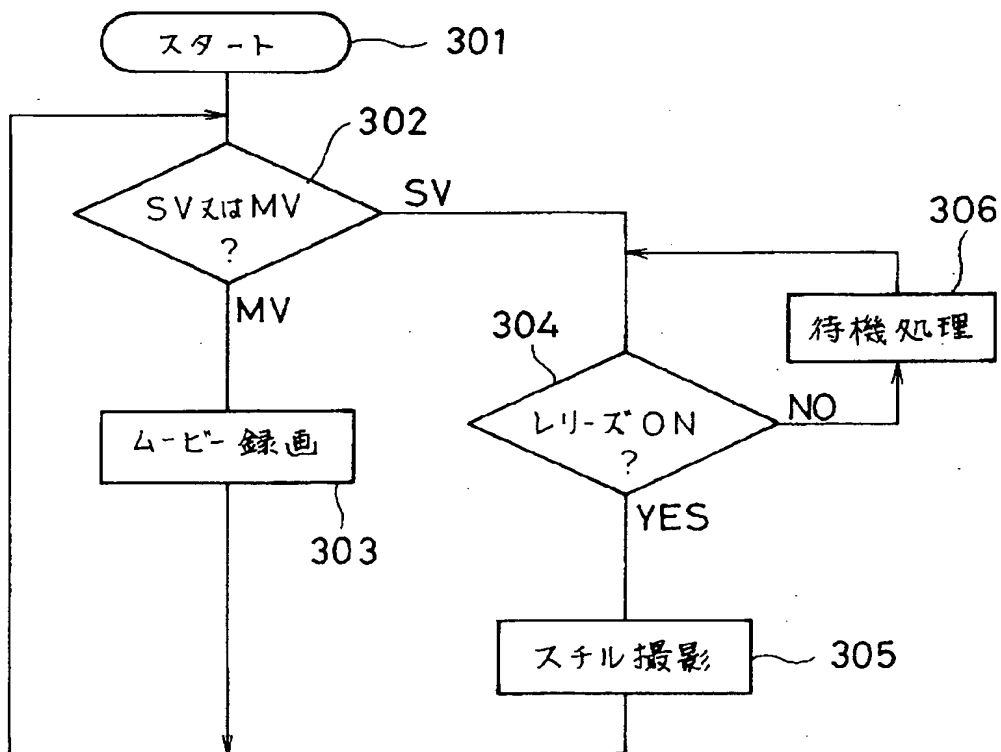 スタート
301
302
SV又はMV
?
SV
MV
306
待機処理
304
レリーズON
?
NO
YES
ムービー録画
303
スチル撮影
305